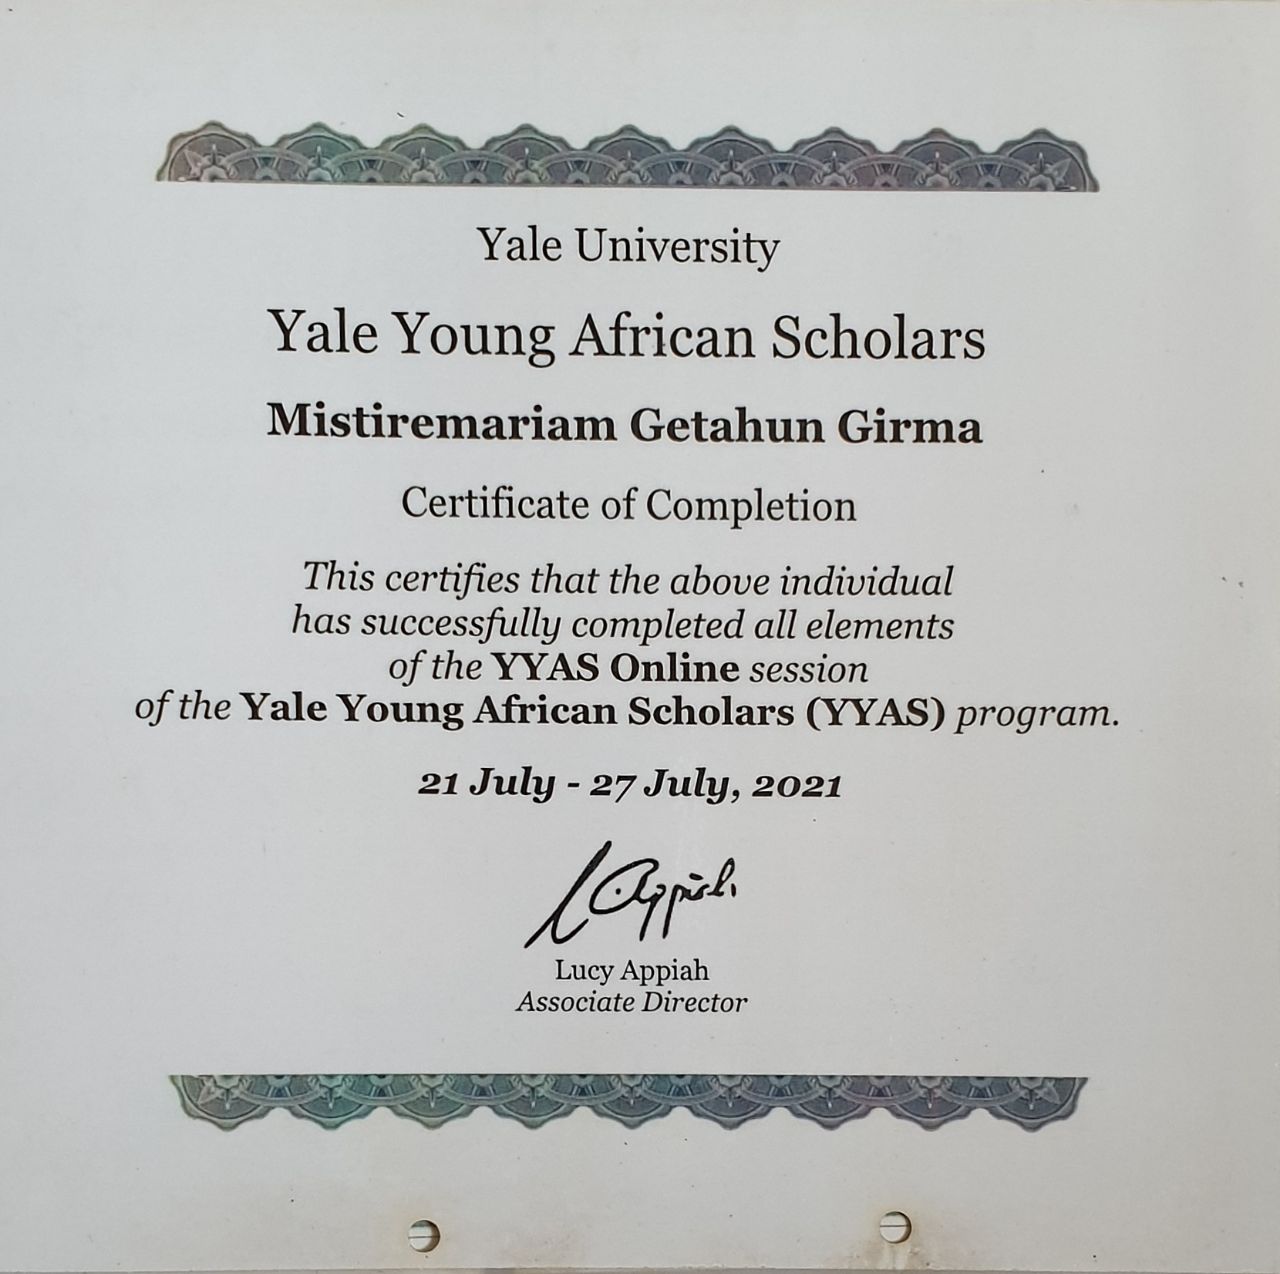 Yale University
Yale Young African Scholars
Mistiremariam Getahun Girma
Certificate of Completion
This certifies that the above individual
has successfully completed all elements
of the YYAS Online session
of the Yale Young African Scholars (YYAS) program.
21 July - 27 July, 2021
L. Appiah
Lucy Appiah
Associate Director